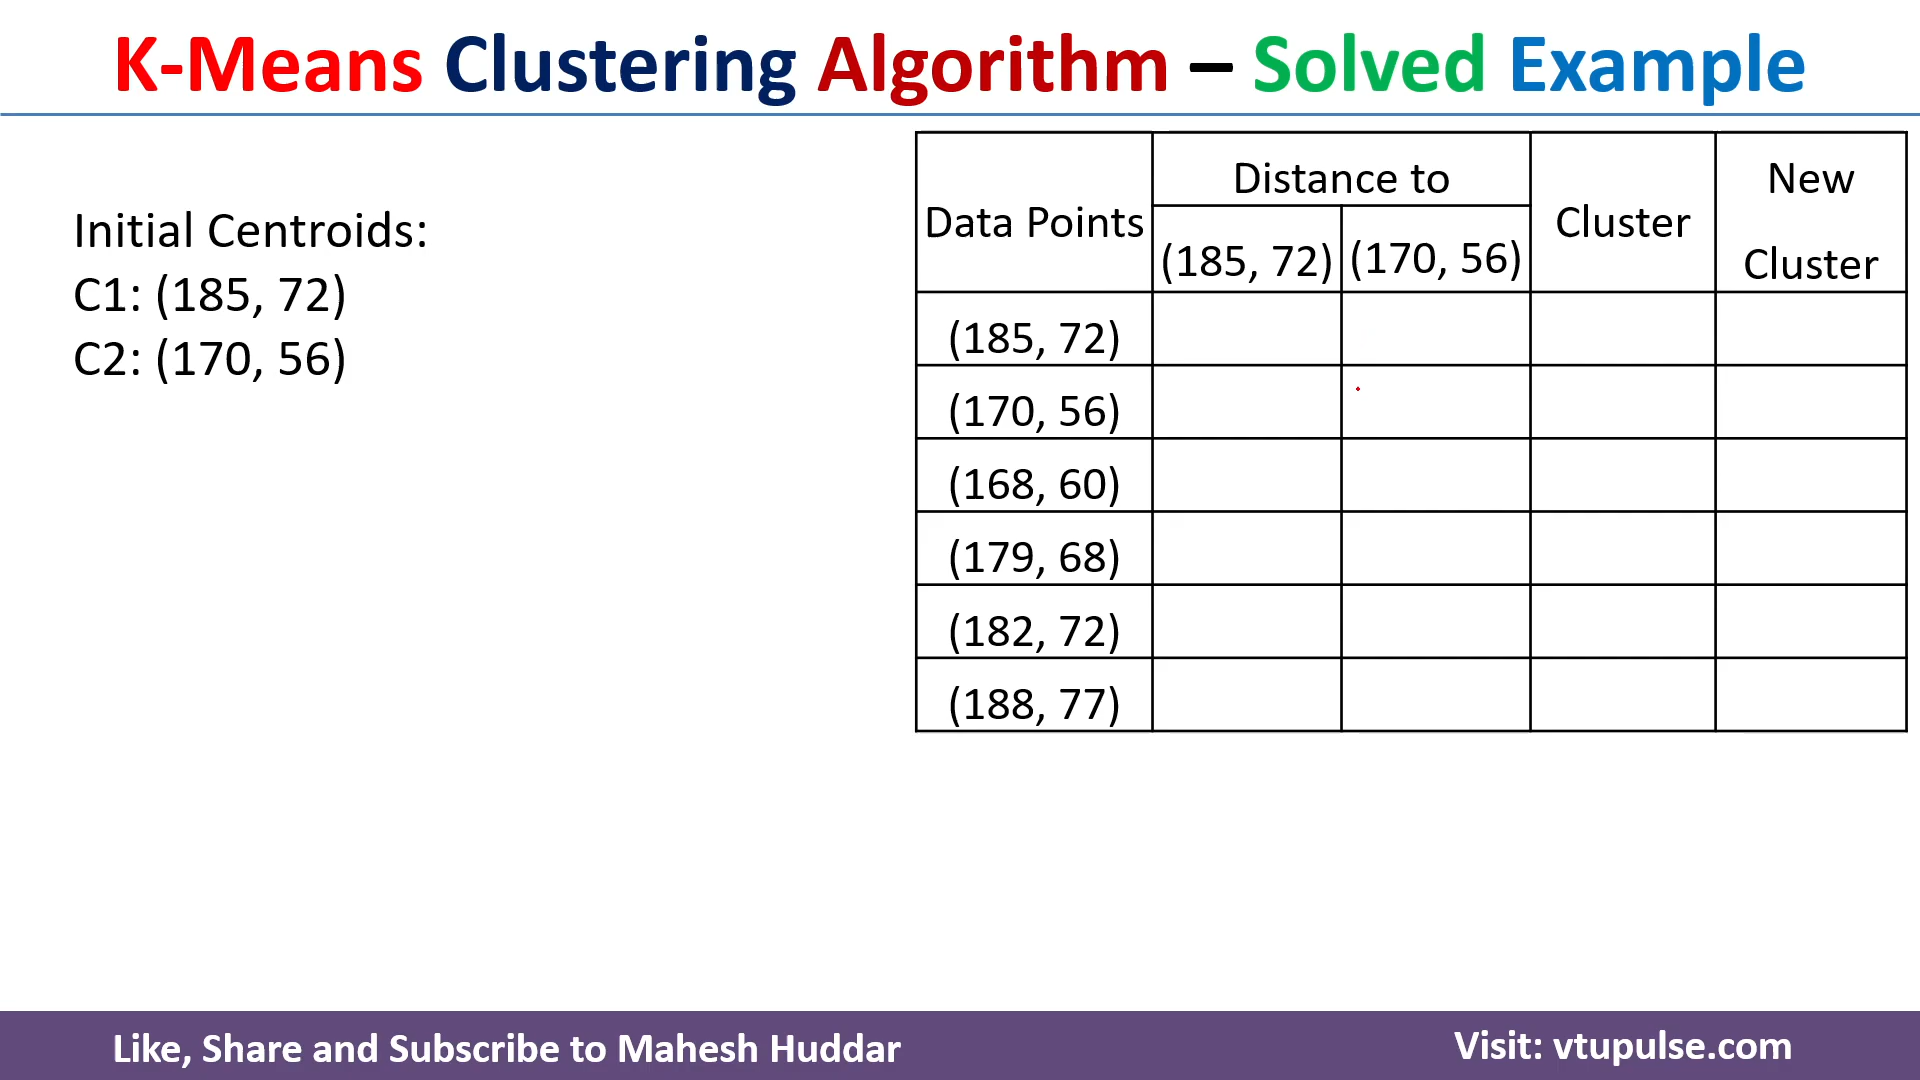 K-Means Clustering Algorithm – Solved Example
Initial Centroids:
C1: (185, 72)
C2: (170, 56)
Data Points
Distance to
Cluster
New
Cluster
(185, 72) (170, 56)
(185, 72)
(170, 56)
(168, 60)
(179, 68)
(182, 72)
(188, 77)
Like, Share and Subscribe to Mahesh Huddar
Visit: vtupulse.com